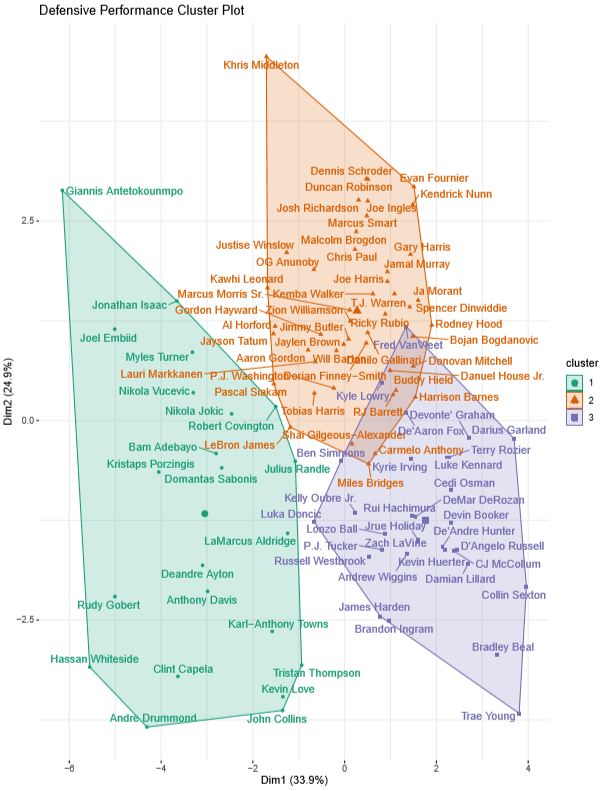 Defensive Performance Cluster Plot
Khris Middleton
Dennis Schroder
Evan Fournier
Duncan Robinson
Giannis Antetokounmpo
Kendrick Nunn
Josh Richardson
Joe Ingles
2.5
Marcus Smart
Malcolm Brogdon
Justise Winslow
Gary Harris
Chris Paul
OG Anunoby
Jamal Murray
Kawhi Leonard
Joe Harris
Marcus Morris Sr.
Kemba Walker
Ja Morant
Jonathan Isaac
T.J. Warren
Gordon Hayward
Zion Williamson
Spencer Dinwiddie
Al Horford
Jimmy Butler
Ricky Rubio
Rodney Hood
Joel Embiid
Jayson Tatum
Jaylen Brown
Fred VanVleet
Bojan Bogdanovic
Myles Turner
Aaron Gordon
Will Barton
Danilo Gallinari
Donovan Mitchell
cluster
Lauri Markkanen
P.J. Washington
Dorian Finney−Smith
Danuel House Jr.
1
Buddy Hield
Nikola Vucevic
Pascal Siakam
Kyle Lowry
Harrison Barnes
2
Nikola Jokic
Tobias Harris
RJ Barrett
Devonte' Graham
3
0.0
Robert Covington
De'Aaron Fox
Darius Garland
Shai Gilgeous−Alexander
Bam Adebayo
LeBron James
Ben Simmons
Carmelo Anthony
Terry Rozier
Kristaps Porzingis
Julius Randle
Kyrie Irving
Luke Kennard
Domantas Sabonis
Miles Bridges
Cedi Osman
Kelly Oubre Jr.
DeMar DeRozan
Luka Doncic
Rui Hachimura
Devin Booker
Lonzo Ball
Jrue Holiday
De'Andre Hunter
LaMarcus Aldridge
P.J. Tucker
Zach LaVine
D'Angelo Russell
Russell Westbrook
Kevin Huerter
CJ McCollum
Deandre Ayton
Andrew Wiggins
Damian Lillard
Collin Sexton
Rudy Gobert
Anthony Davis
James Harden
−2.5
Karl−Anthony Towns
Brandon Ingram
Bradley Beal
Hassan Whiteside
Clint Capela
Tristan Thompson
Kevin Love
Andre Drummond
John Collins
Trae Young
−6
−4
−2
0
2
4
Dim1 (33.9%)
Dim2 (24.9%)